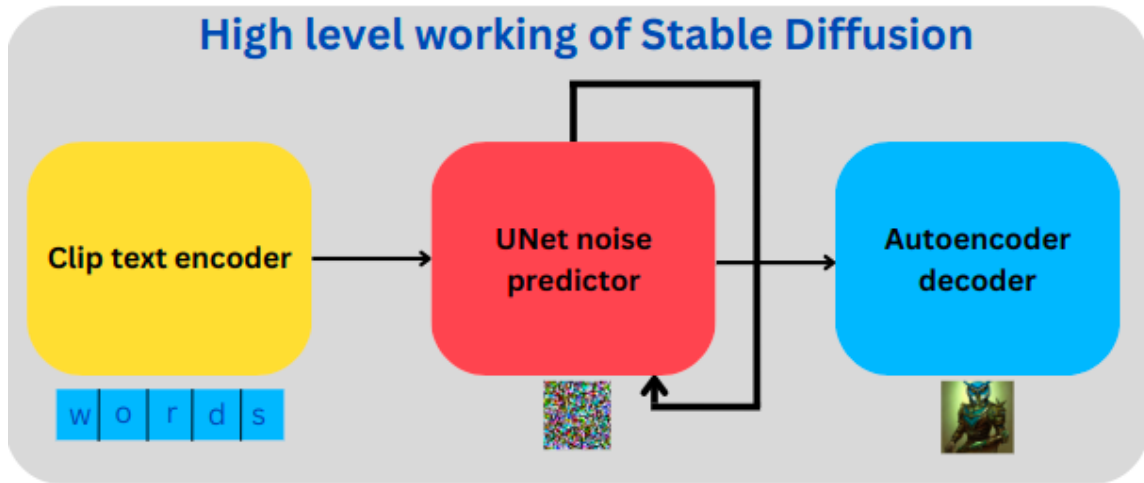 High level working of Stable Diffusion
Clip text encoder
UNet noise
predictor
Autoencoder
decoder
w o r d s